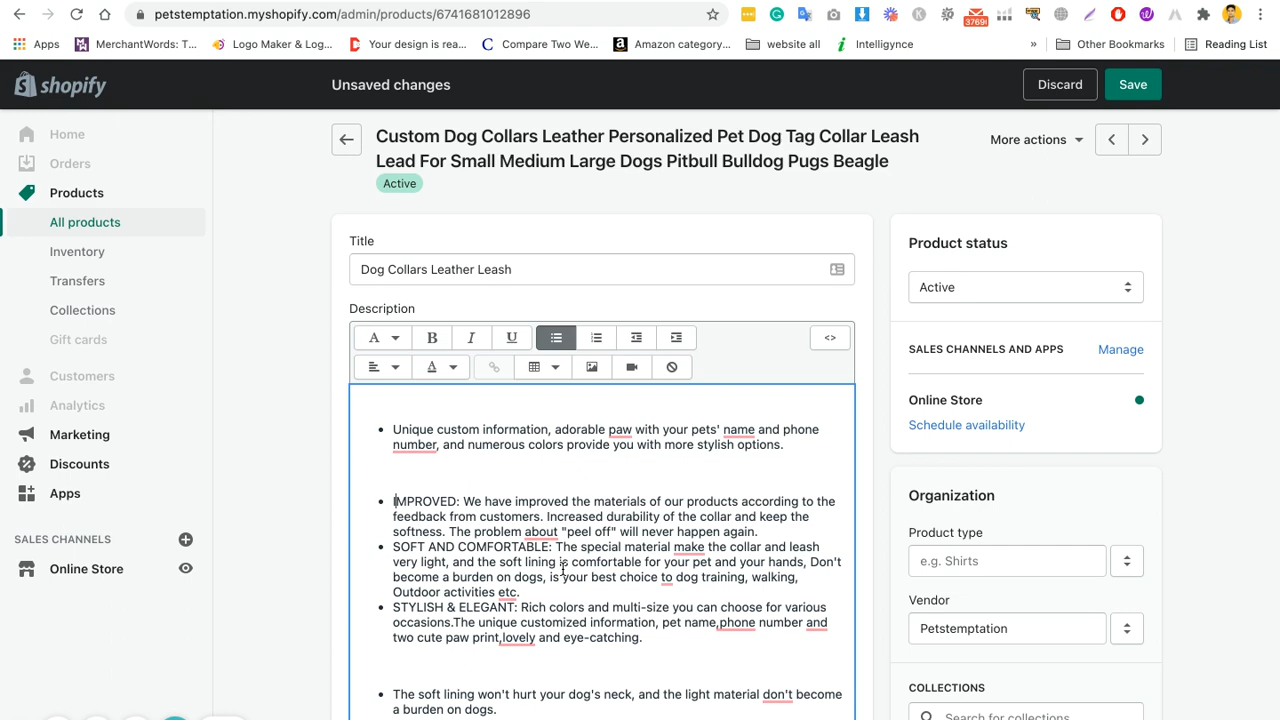 petstemptation.myshopify.com/admin/products/6741681012896
3769
Apps
MerchantWords: T...
Logo Maker & Log...
Your design is rea...
Compare Two We...
Amazon category...
website all
Intelligynce
»
Other Bookmarks
Reading List
shopify
Unsaved changes
Discard
Save
Home
Orders
Products
All products
Inventory
Transfers
Collections
Gift cards
Customers
Analytics
Marketing
Discounts
Apps
SALES CHANNELS
Online Store
Custom Dog Collars Leather Personalized Pet Dog Tag Collar Leash
Lead For Small Medium Large Dogs Pitbull Bulldog Pugs Beagle
Active
More actions
Title
Dog Collars Leather Leash
Description
A B I U <>
A
• Unique custom information, adorable paw with your pets' name and phone
number, and numerous colors provide you with more stylish options.
• IMPROVED: We have improved the materials of our products according to the
feedback from customers. Increased durability of the collar and keep the
softness. The problem about "peel off" will never happen again.
• SOFT AND COMFORTABLE: The special material make the collar and leash
very light, and the soft lining is comfortable for your pet and your hands, Don't
become a burden on dogs, is your best choice to dog training, walking,
Outdoor activities etc.
• STYLISH & ELEGANT: Rich colors and multi-size you can choose for various
occasions.The unique customized information, pet name,phone number and
two cute paw print,lovely and eye-catching.
• The soft lining won't hurt your dog's neck, and the light material don't become
a burden on dogs.
Product status
Active
SALES CHANNELS AND APPS
Manage
Online Store
Schedule availability
Organization
Product type
e.g. Shirts
Vendor
Petstemptation
COLLECTIONS
Search for collections